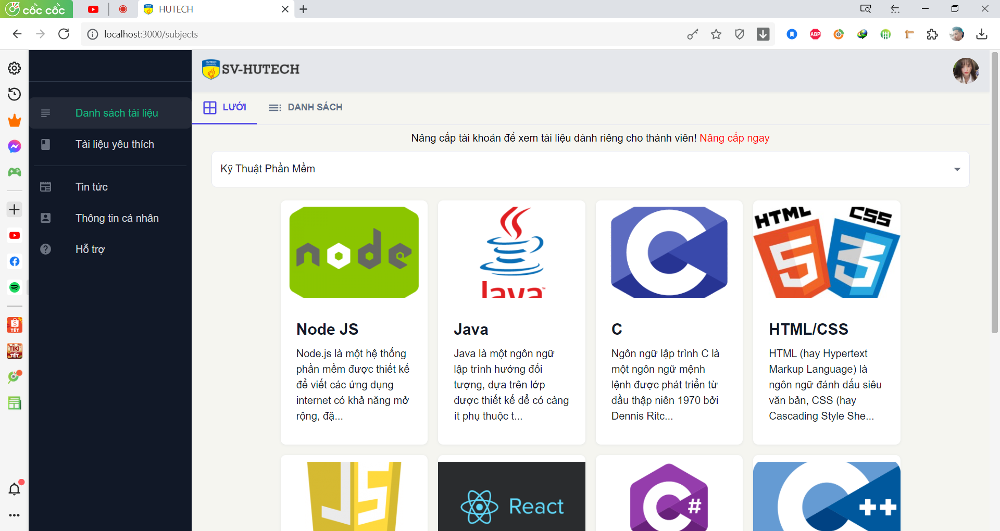 cốc cốc
HUTECH
localhost:3000/subjects
ABP
SV-HUTECH
Danh sách tài liệu
Tài liệu yêu thích
Tin tức
Thông tin cá nhân
Hỗ trợ
LƯỚI
DANH SÁCH
Nâng cấp tài khoản để xem tài liệu dành riêng cho thành viên! Nâng cấp ngay
Kỹ Thuật Phần Mềm
node
Java™
C
HTML CSS
5 3
Node JS
Node.js là một hệ thống
phần mềm được thiết kế
để viết các ứng dụng
internet có khả năng mở
rộng, đặ...
Java
Java là một ngôn ngữ
lập trình hướng đối
tượng, dựa trên lớp
được thiết kế để có càng
ít phụ thuộc t...
C
Ngôn ngữ lập trình C là
một ngôn ngữ mệnh
lệnh được phát triển từ
đầu thập niên 1970 bởi
Dennis Ritc...
HTML/CSS
HTML (hay Hypertext
Markup Language) là
ngôn ngữ đánh dấu siêu
văn bản, CSS (hay
Cascading Style She...
JS
React
C#
C++
S
TẾT
TIKI
TẾT